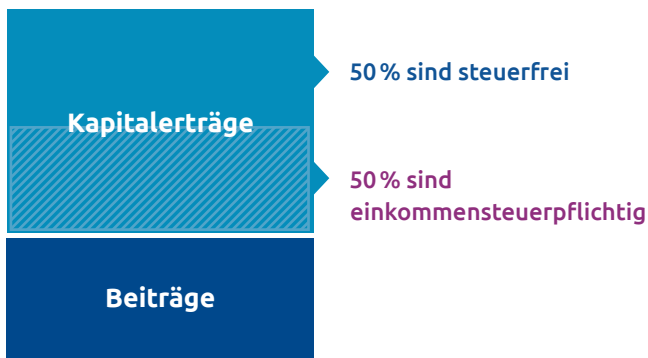 50 % sind steuerfrei
Kapitalerträge
50 % sind
einkommensteuerpflichtig
Beiträge